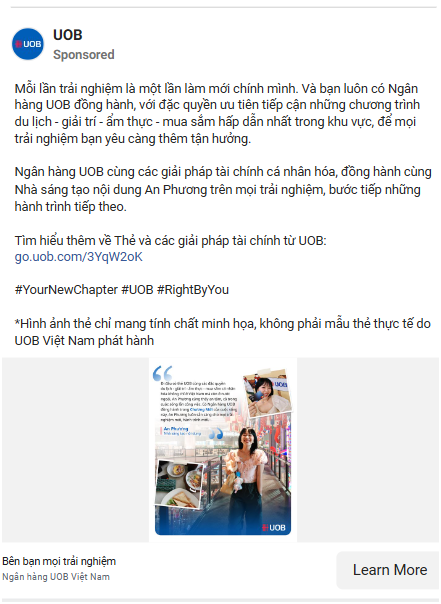 UOB
UOB
Sponsored
Mỗi lần trải nghiệm là một lần làm mới chính mình. Và bạn luôn có Ngân
hàng UOB đồng hành, với đặc quyền ưu tiên tiếp cận những chương trình
du lịch - giải trí - ẩm thực - mua sắm hấp dẫn nhất trong khu vực, để mọi
trải nghiệm bạn yêu càng thêm tận hưởng.
Ngân hàng UOB cùng các giải pháp tài chính cá nhân hóa, đồng hành cùng
Nhà sáng tạo nội dung An Phương trên mọi trải nghiệm, bước tiếp những
hành trình tiếp theo.
Tìm hiểu thêm về Thẻ và các giải pháp tài chính từ UOB:
go.uob.com/3YqW2oK
#YourNewChapter #UOB #RightByYou
*Hình ảnh thẻ chỉ mang tính chất minh họa, không phải mẫu thẻ thực tế do
UOB Việt Nam phát hành
An Phương
UOB
Bên bạn mọi trải nghiệm
Ngân hàng UOB Việt Nam
Learn More